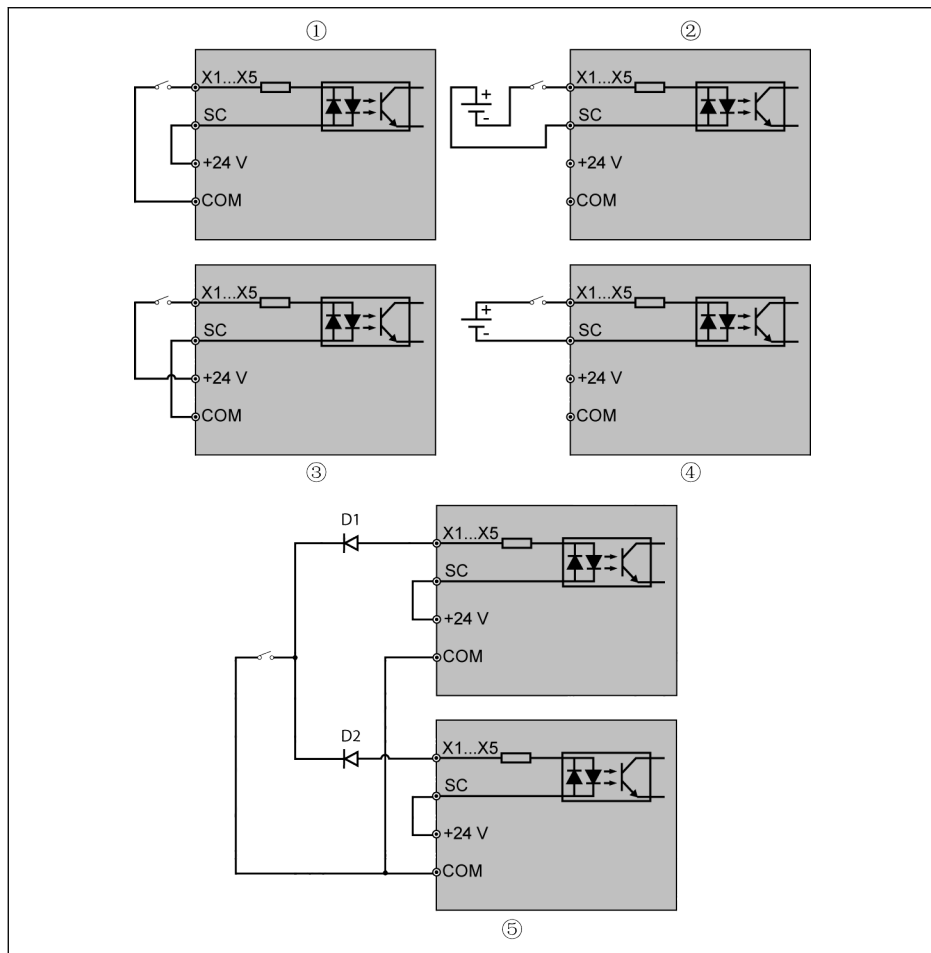 ①
X1...X5
SC
+24 V
COM
②
+
-
X1...X5
SC
+24 V
COM
X1...X5
SC
+24 V
COM
③
+
-
X1...X5
SC
+24 V
COM
④
D1
X1...X5
SC
+24 V
COM
D2
X1...X5
SC
+24 V
COM
⑤